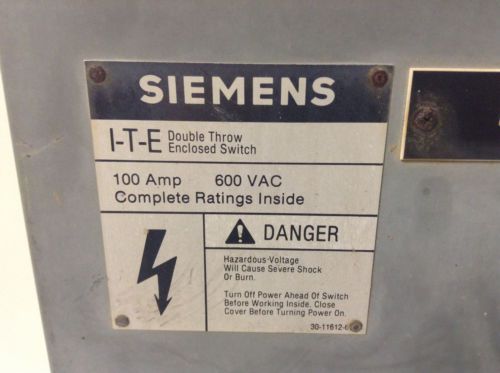 SIEMENS
I-T-E Double Throw
Enclosed Switch
100 Amp 600 VAC
Complete Ratings Inside
DANGER
Hazardous-Voltage
Will Cause Severe Shock
Or Burn.
Turn Off Power Ahead Of Switch
Before Working Inside. Close
Cover Before Turning Power On.